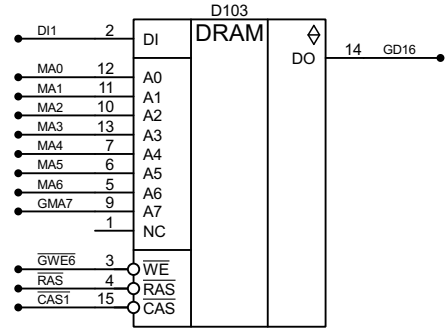 D103
DI1 2 DI DRAM
DO 14 GD16
MA0 12 A0
MA1 11 A1
MA2 10 A2
MA3 13 A3
MA4 7 A4
MA5 6 A5
MA6 5 A6
GMA7 9 A7
1 NC
GWE6 3 WE
RAS 4 RAS
CAS1 15 CAS